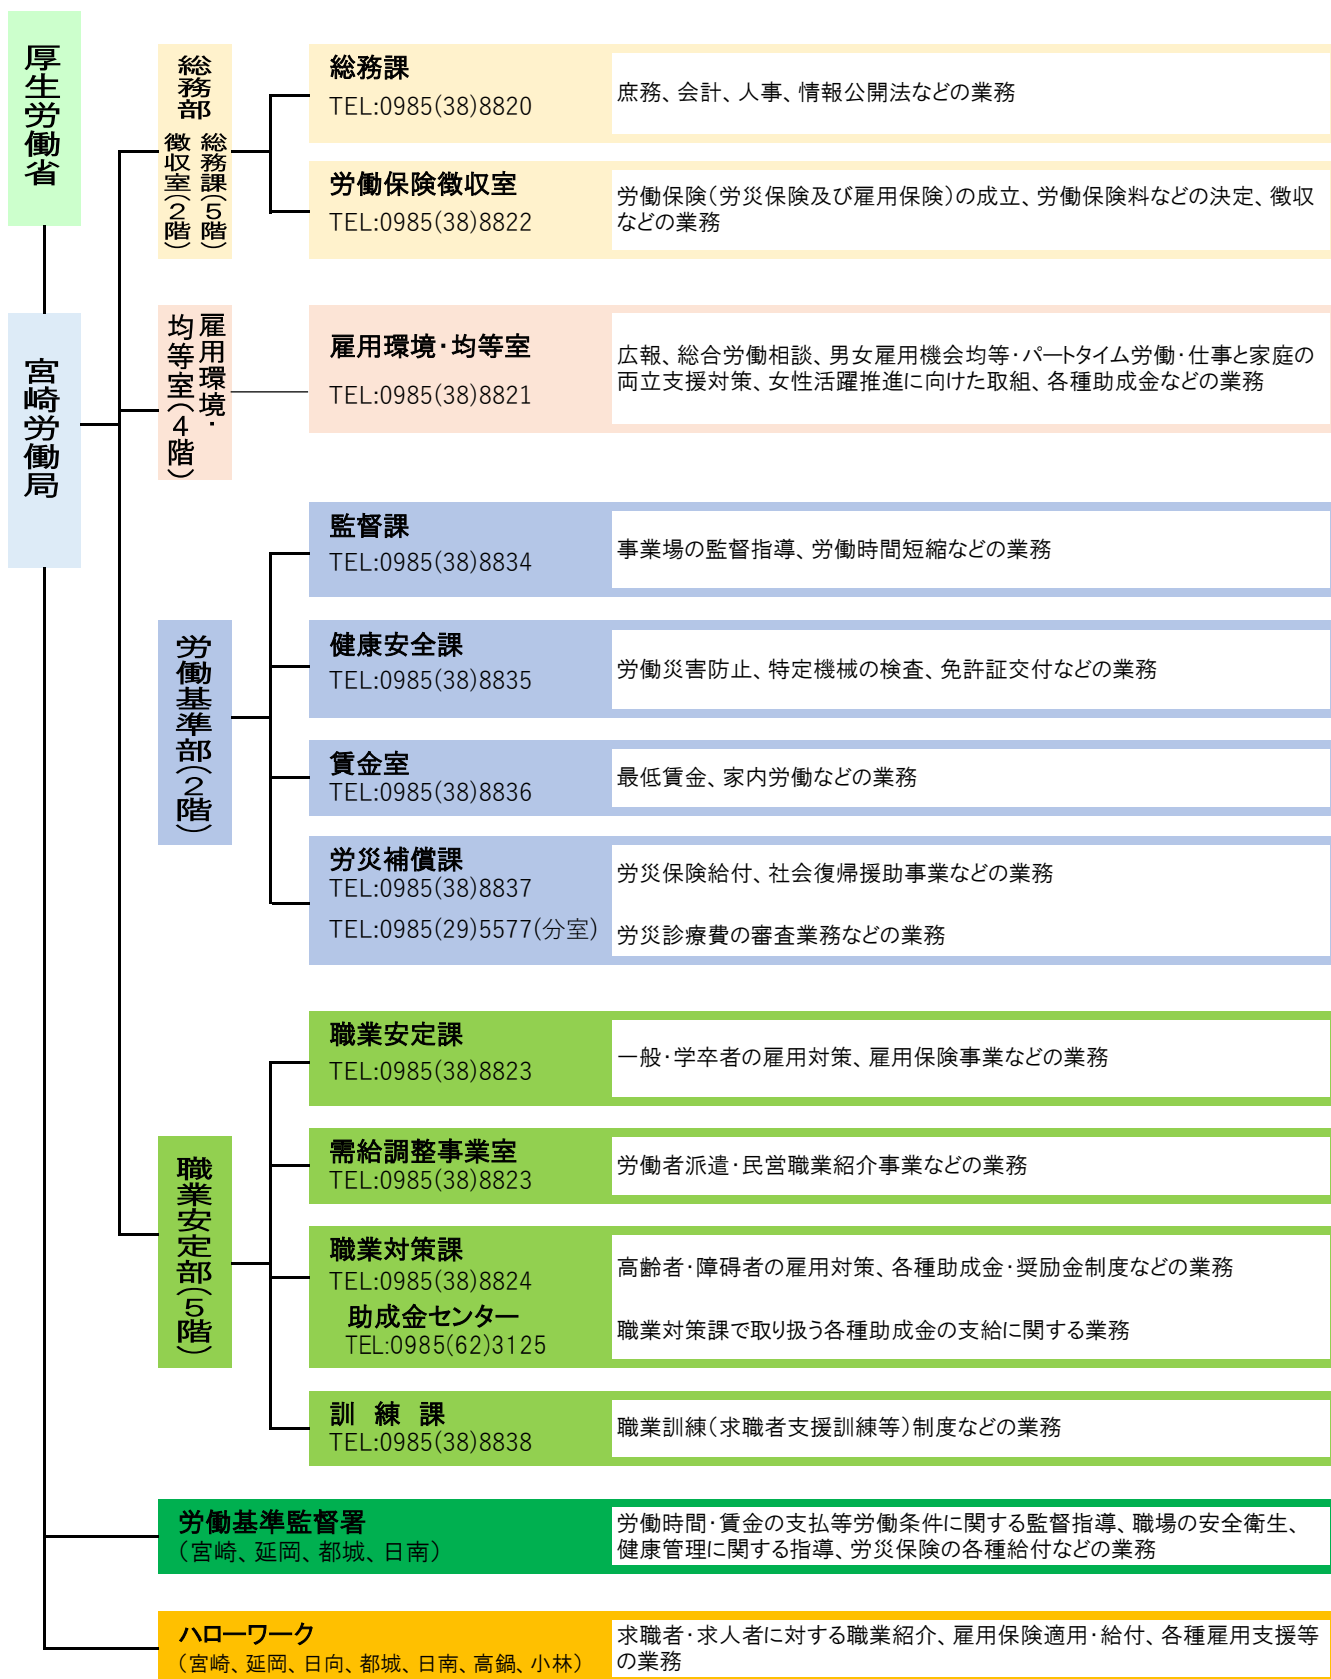 厚生労働省
宮崎労働局
総務部
総務課(5階)
徴収室(2階)
総務課
TEL:0985(38)8820
庶務、会計、人事、情報公開法などの業務
労働保険徴収室
TEL:0985(38)8822
労働保険(労災保険及び雇用保険)の成立、労働保険料などの決定、徴収
などの業務
雇用環境・
均等室(4階)
雇用環境・均等室
TEL:0985(38)8821
広報、総合労働相談、男女雇用機会均等・パートタイム労働・仕事と家庭の
両立支援対策、女性活躍推進に向けた取組、各種助成金などの業務
労働基準部(2階)
監督課
TEL:0985(38)8834
事業場の監督指導、労働時間短縮などの業務
健康安全課
TEL:0985(38)8835
労働災害防止、特定機械の検査、免許証交付などの業務
賃金室
TEL:0985(38)8836
最低賃金、家内労働などの業務
労災補償課
TEL:0985(38)8837
労災保険給付、社会復帰援助事業などの業務
TEL:0985(29)5577(分室)
労災診療費の審査業務などの業務
職業安定部(5階)
職業安定課
TEL:0985(38)8823
一般・学卒者の雇用対策、雇用保険事業などの業務
需給調整事業室
TEL:0985(38)8823
労働者派遣・民営職業紹介事業などの業務
職業対策課
TEL:0985(38)8824
高齢者・障碍者の雇用対策、各種助成金・奨励金制度などの業務
助成金センター
TEL:0985(62)3125
職業対策課で取り扱う各種助成金の支給に関する業務
訓 練 課
TEL:0985(38)8838
職業訓練(求職者支援訓練等)制度などの業務
労働基準監督署
(宮崎、延岡、都城、日南)
労働時間・賃金の支払等労働条件に関する監督指導、職場の安全衛生、
健康管理に関する指導、労災保険の各種給付などの業務
ハローワーク
(宮崎、延岡、日向、都城、日南、高鍋、小林)
求職者・求人者に対する職業紹介、雇用保険適用・給付、各種雇用支援等
の業務